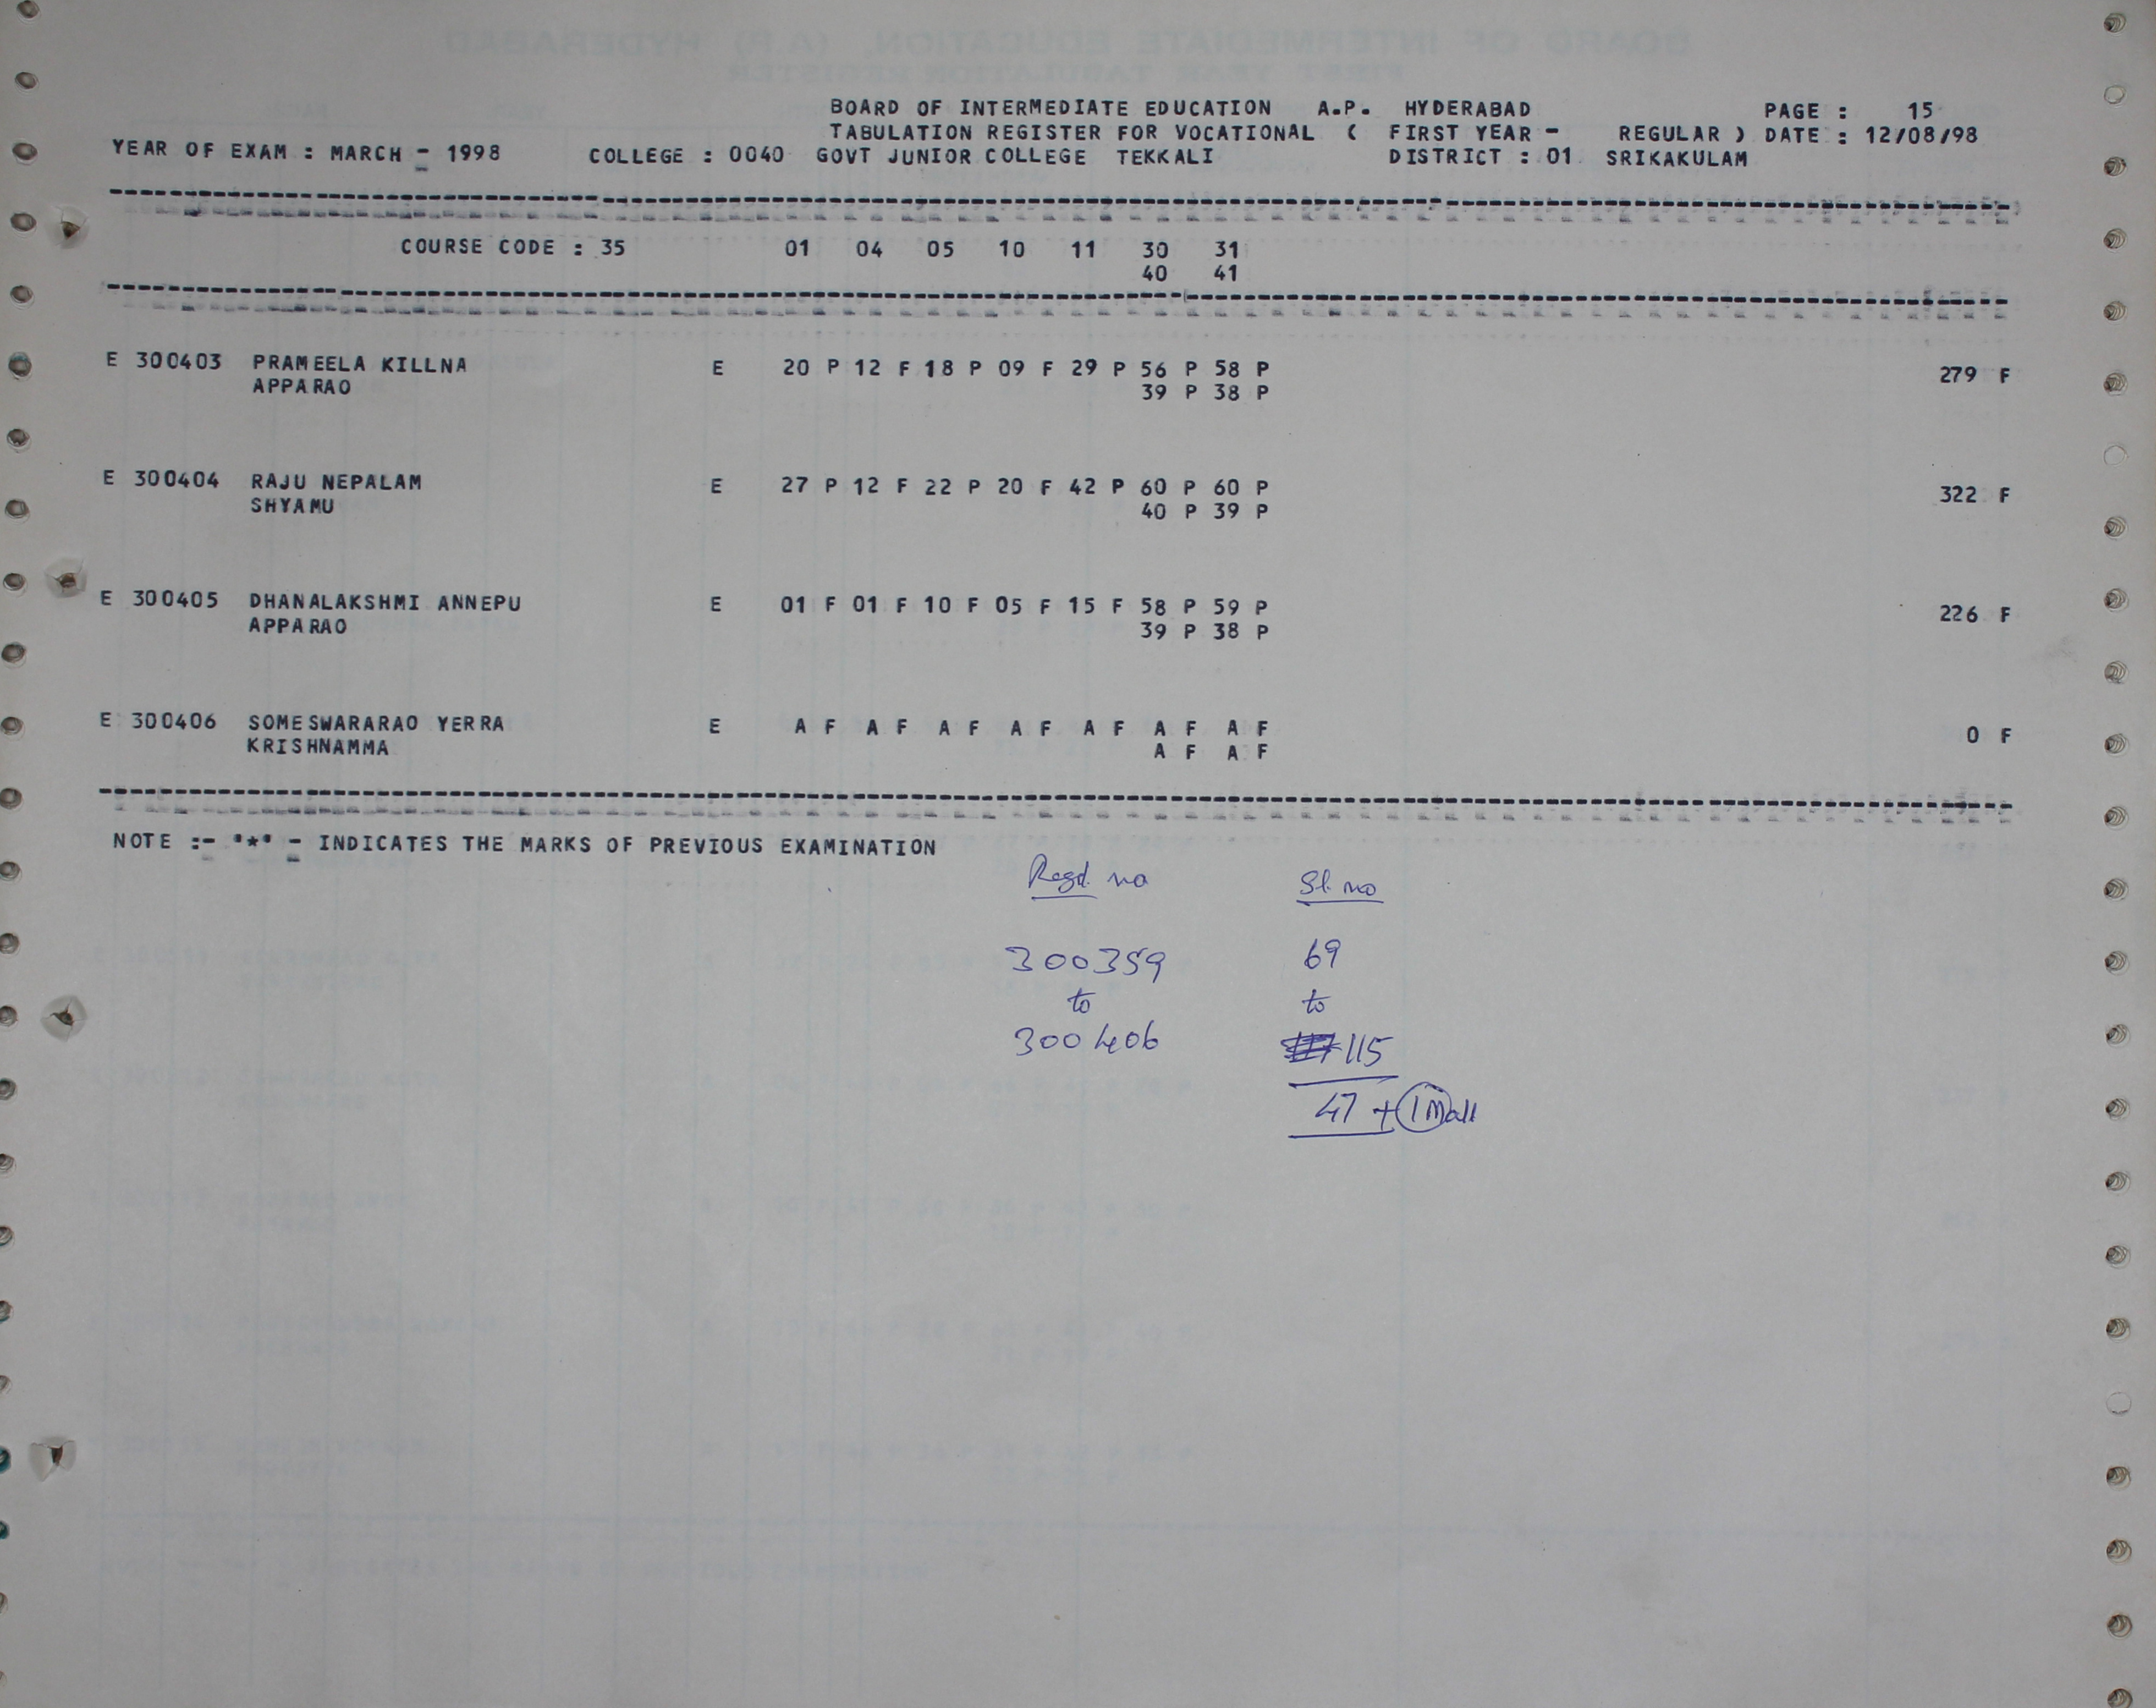 BOARD OF INTERMEDIATE EDUCATION A.P. HYDERABAD PAGE : 15
TABULATION REGISTER FOR VOCATIONAL ( FIRST YEAR - REGULAR ) DATE : 12/08/98
YEAR OF EXAM : MARCH - 1998 COLLEGE : 0040 GOVT JUNIOR COLLEGE TEKKALI DISTRICT : 01 SRIKAKULAM
COURSE CODE : 35 01 04 05 10 11 30 31
40 41
E 300403 PRAMEELA KILLNA E 20 P 12 F 18 P 09 F 29 P 56 P 58 P 279 F
APPARAO 39 P 38 P
E 300404 RAJU NEPALAM E 27 P 12 F 22 P 20 F 42 P 60 P 60 P 322 F
SHYAMU 40 P 39 P
E 300405 DHANALAKSHMI ANNEPU E 01 F 01 F 10 F 05 F 15 F 58 P 59 P 226 F
APPARAO 39 P 38 P
E 300406 SOMESWARARAO YERRA E A F A F A F A F A F A F A F 0 F
KRISHNAMMA A F A F
NOTE :- '*' - INDICATES THE MARKS OF PREVIOUS EXAMINATION
Regd. no Sl. no
300359 69
to to
300406 115
47 + 1 Mall